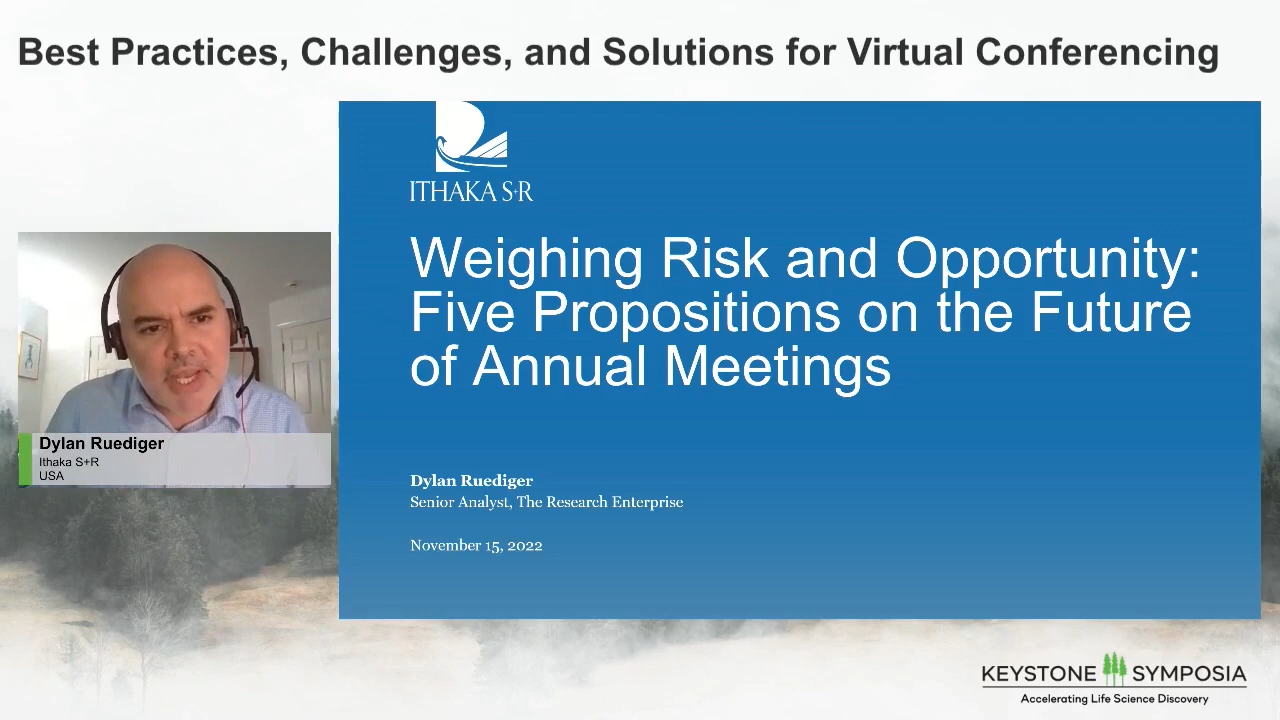 Best Practices, Challenges, and Solutions for Virtual Conferencing
ITHAKA S+R
Weighing Risk and Opportunity:
Five Propositions on the Future
of Annual Meetings
Dylan Ruediger
Ithaka S+R
USA
Dylan Ruediger
Senior Analyst, The Research Enterprise
November 15, 2022
KEYSTONE SYMPOSIA
Accelerating Life Science Discovery